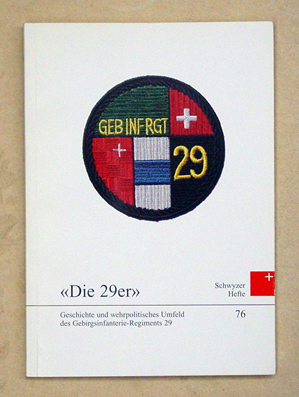 GEB INF RGT
29
«Die 29er»
Schwyzer
Hefte
Geschichte und wehrpolitisches Umfeld
des Gebirgsinfanterie-Regiments 29
76